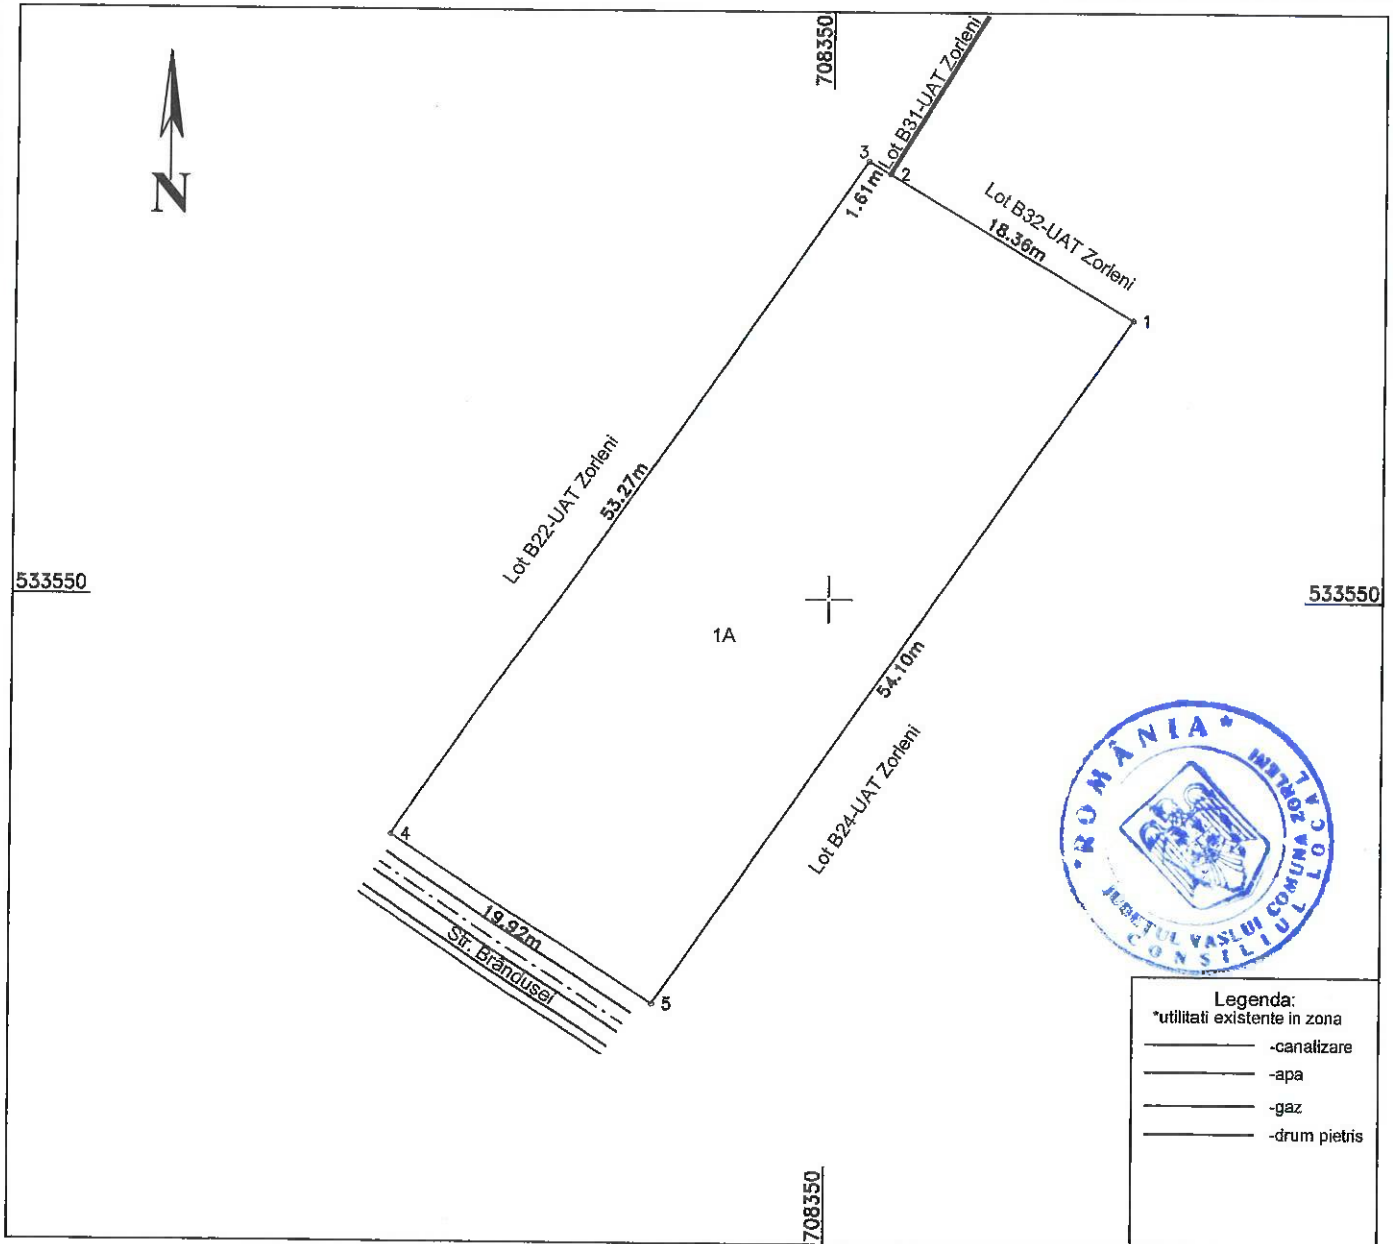 708350
N
Lot B31-UAT Zorleni
3
2
1.61m
Lot B32-UAT Zorleni
18.36m
1
Lot B22-UAT Zorleni
53.27m
533550
533550
1A
54.10m
Lot B24-UAT Zorleni
4
19.92m
Str. Brândusei
5
*ROMÂNIA*
JUDEŢUL VASLUI COMUNA ZORLENI
CONSILIUL LOCAL
Legenda:
*utilitati existente in zona
-canalizare
-apa
-gaz
-drum pietris
708350